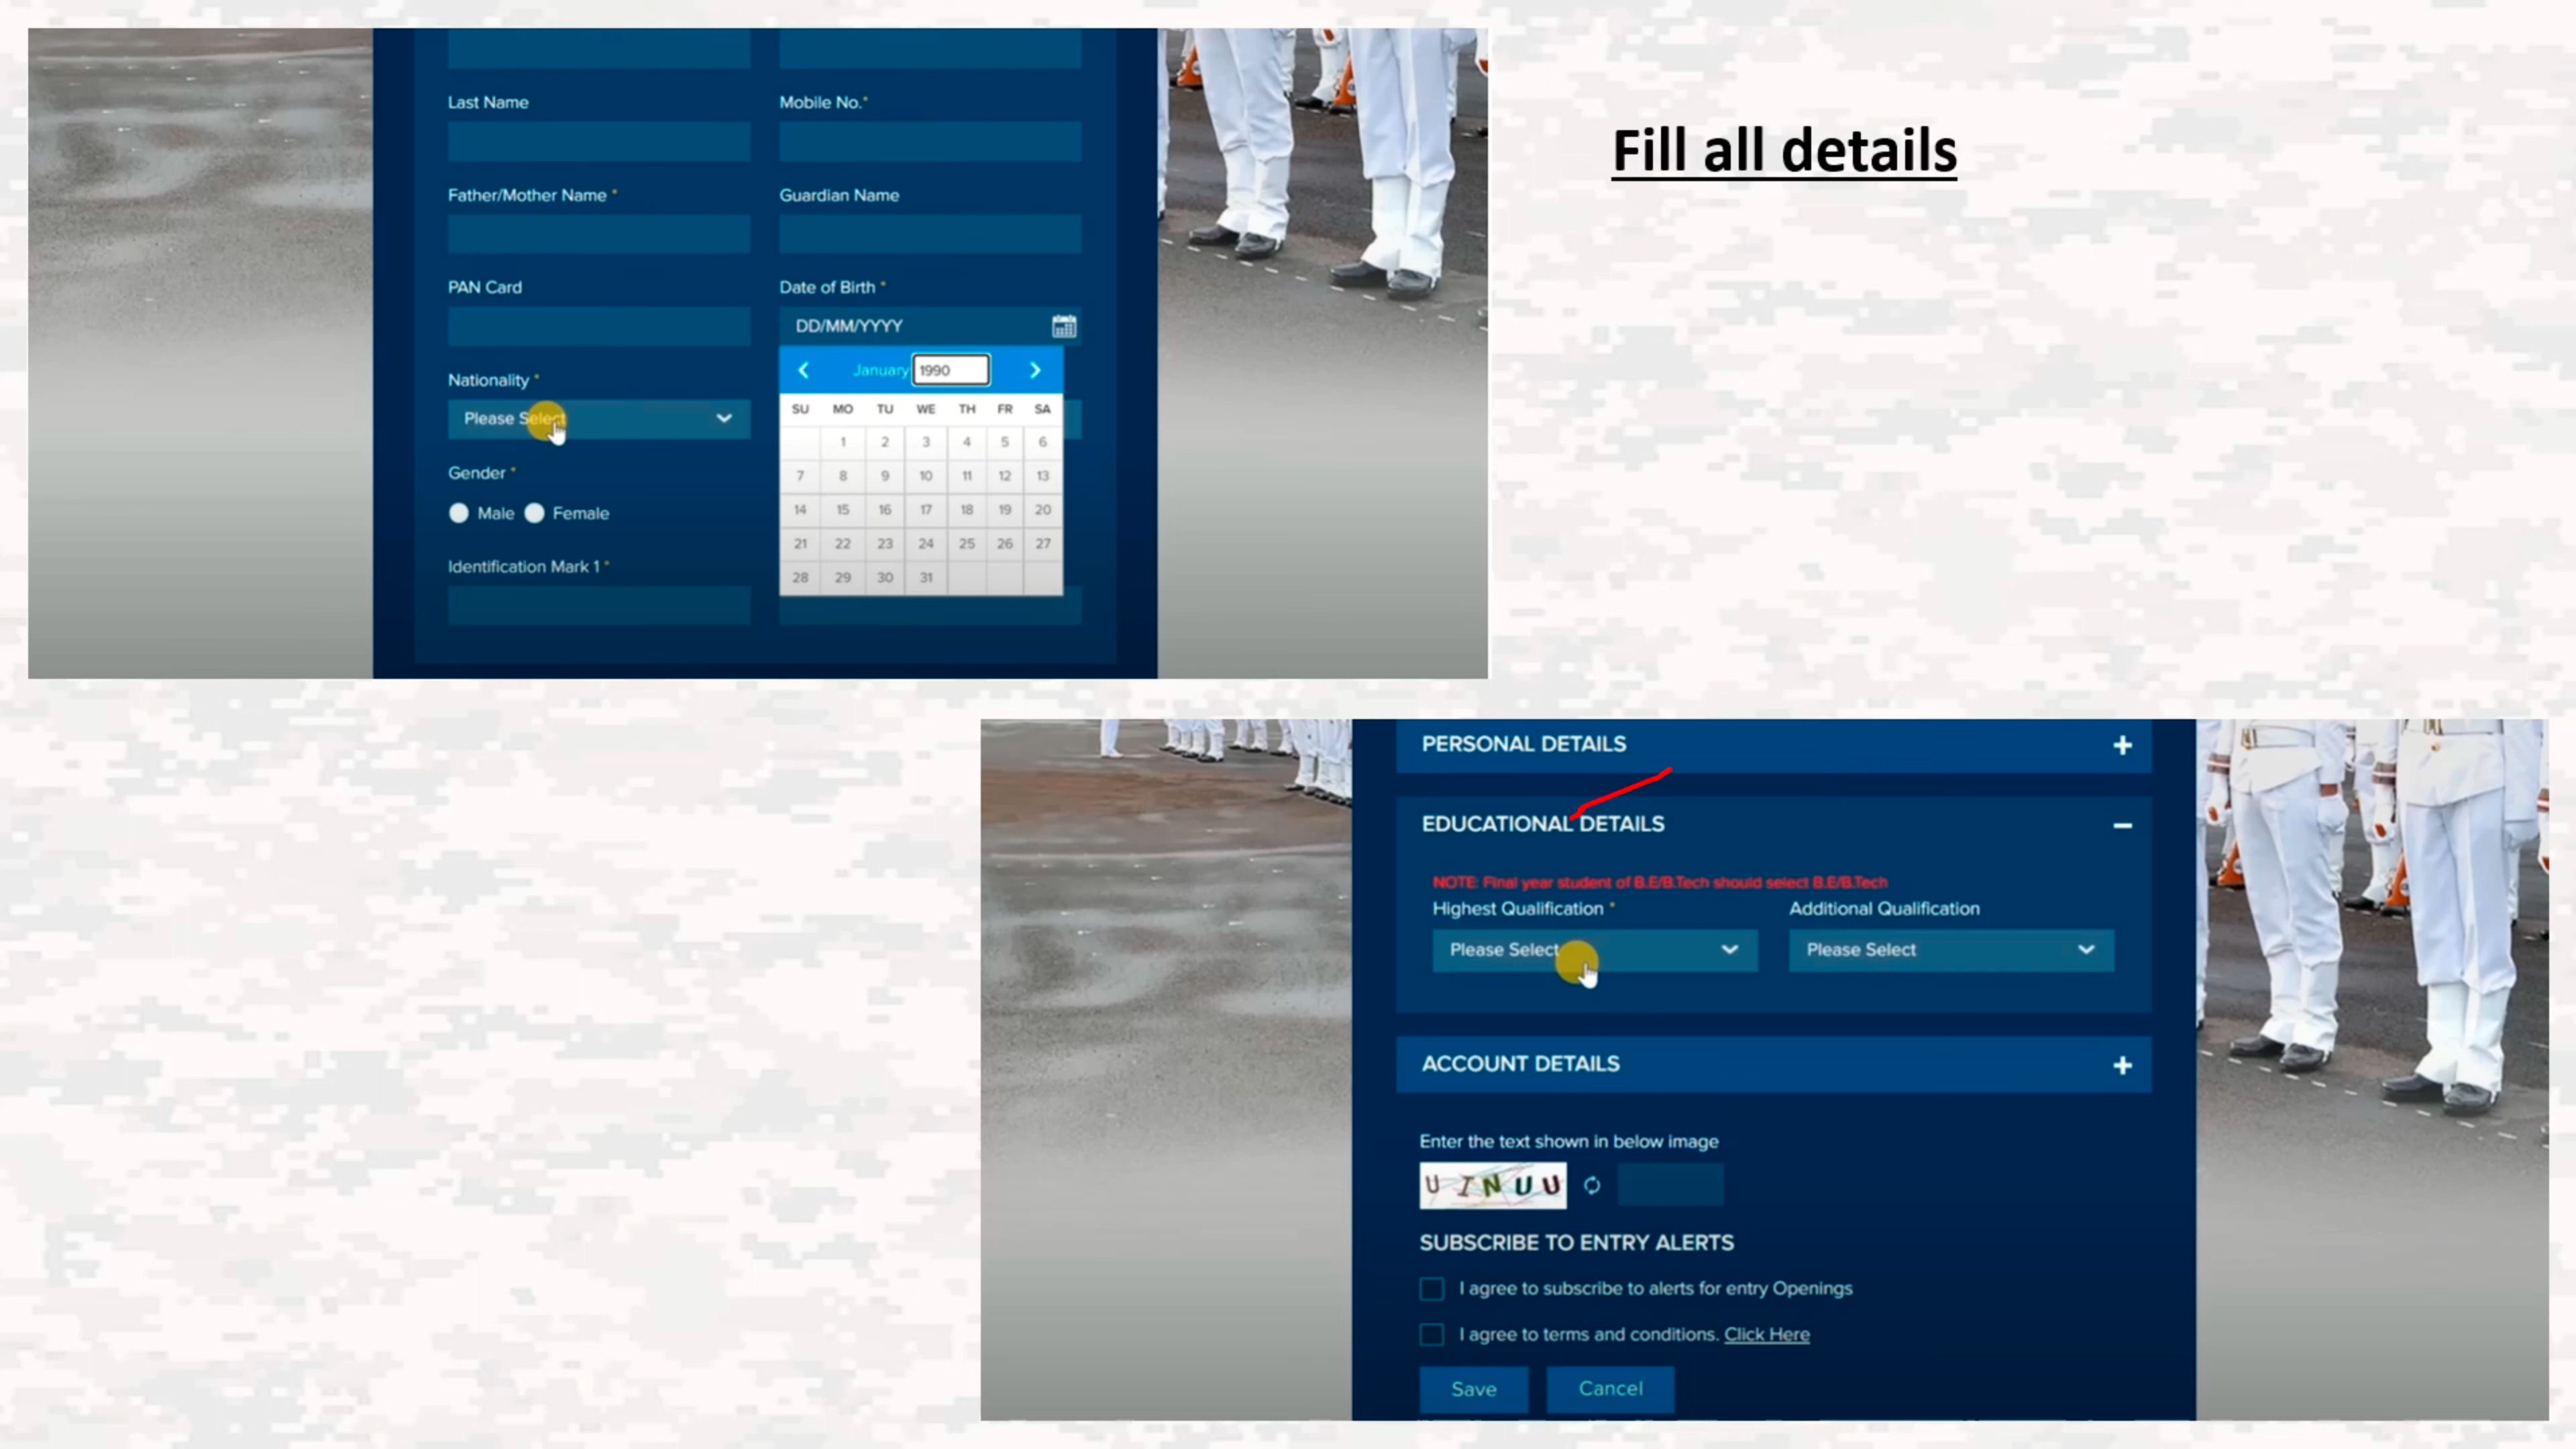 Last Name
Mobile No.*
Father/Mother Name *
Guardian Name
PAN Card
Date of Birth *
DD/MM/YYYY
January 1990
SU MO TU WE TH FR SA
1 2 3 4 5 6
7 8 9 10 11 12 13
14 15 16 17 18 19 20
21 22 23 24 25 26 27
28 29 30 31
Nationality *
Please Select
Gender *
Male Female
Identification Mark 1 *
Fill all details
PERSONAL DETAILS +
EDUCATIONAL DETAILS −
NOTE: Final year student of B.E/B.Tech should select B.E/B.Tech
Highest Qualification *
Additional Qualification
Please Select
Please Select
ACCOUNT DETAILS +
Enter the text shown in below image
U I N U U
SUBSCRIBE TO ENTRY ALERTS
I agree to subscribe to alerts for entry Openings
I agree to terms and conditions. Click Here
Save Cancel